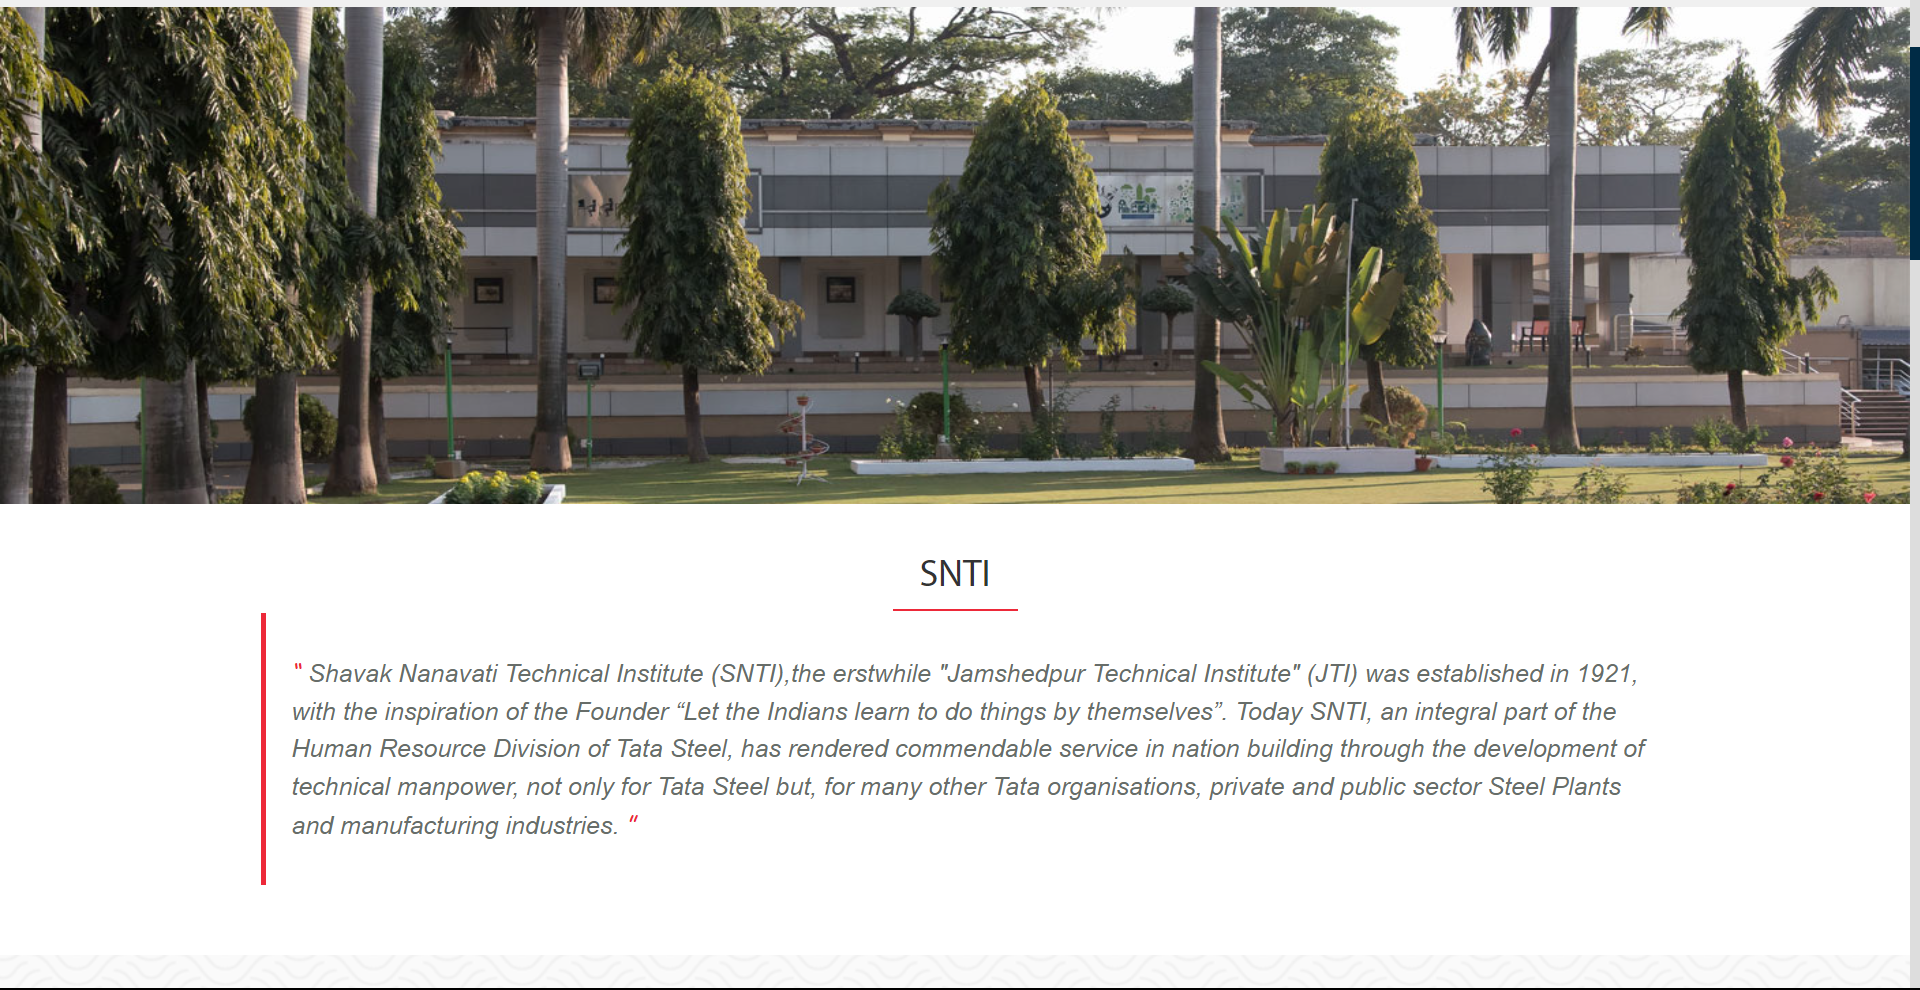 SNTI
“ Shavak Nanavati Technical Institute (SNTI),the erstwhile "Jamshedpur Technical Institute" (JTI) was established in 1921,
with the inspiration of the Founder “Let the Indians learn to do things by themselves”. Today SNTI, an integral part of the
Human Resource Division of Tata Steel, has rendered commendable service in nation building through the development of
technical manpower, not only for Tata Steel but, for many other Tata organisations, private and public sector Steel Plants
and manufacturing industries. “